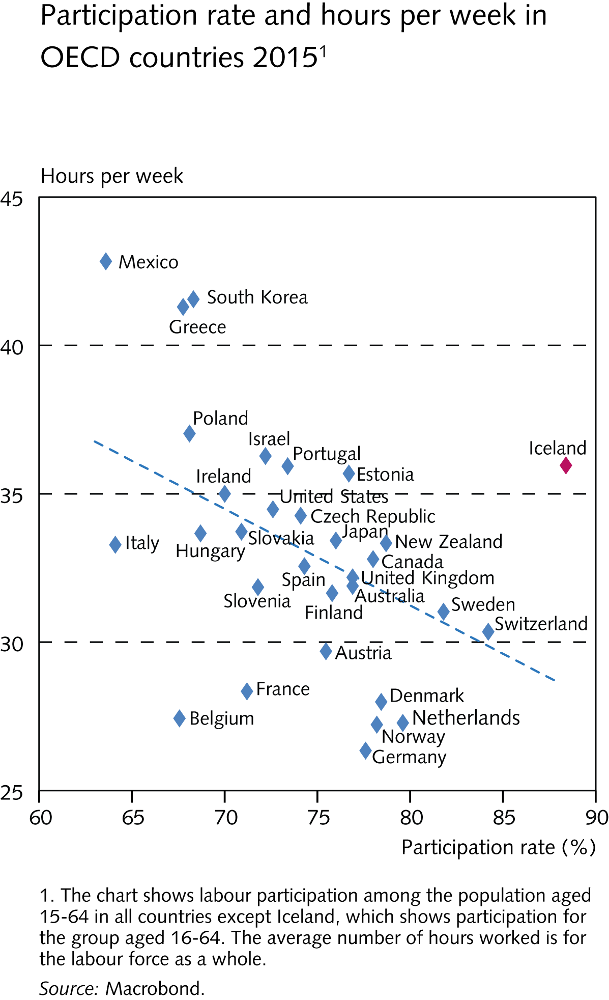 Participation rate and hours per week in
OECD countries 2015¹
Hours per week
45
Mexico
South Korea
Greece
40
Poland
Israel
Iceland
Portugal
Estonia
Ireland
35
United States
Czech Republic
Japan
Slovakia
New Zealand
Italy
Hungary
Canada
United Kingdom
Spain
Australia
Slovenia
Sweden
Finland
Switzerland
30
Austria
France
Denmark
Belgium
Netherlands
Norway
Germany
25
60 65 70 75 80 85 90
Participation rate (%)
1. The chart shows labour participation among the population aged
15-64 in all countries except Iceland, which shows participation for
the group aged 16-64. The average number of hours worked is for
the labour force as a whole.
Source: Macrobond.